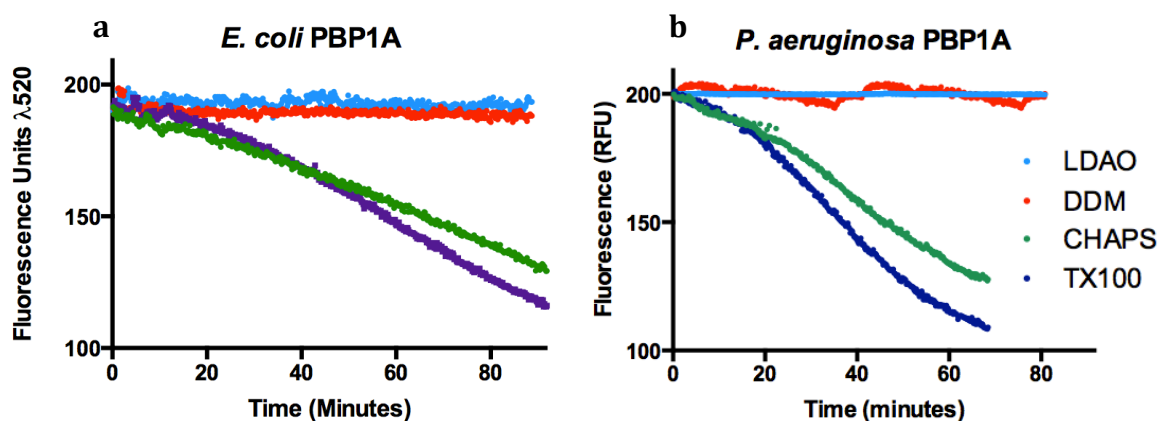 a
E. coli PBP1A
Fluorescence Units λ520
200
150
100
0 20 40 60 80
Time (Minutes)
b
P. aeruginosa PBP1A
Fluorescence (RFU)
200
150
100
0 20 40 60 80
Time (minutes)
LDAO
DDM
CHAPS
TX100